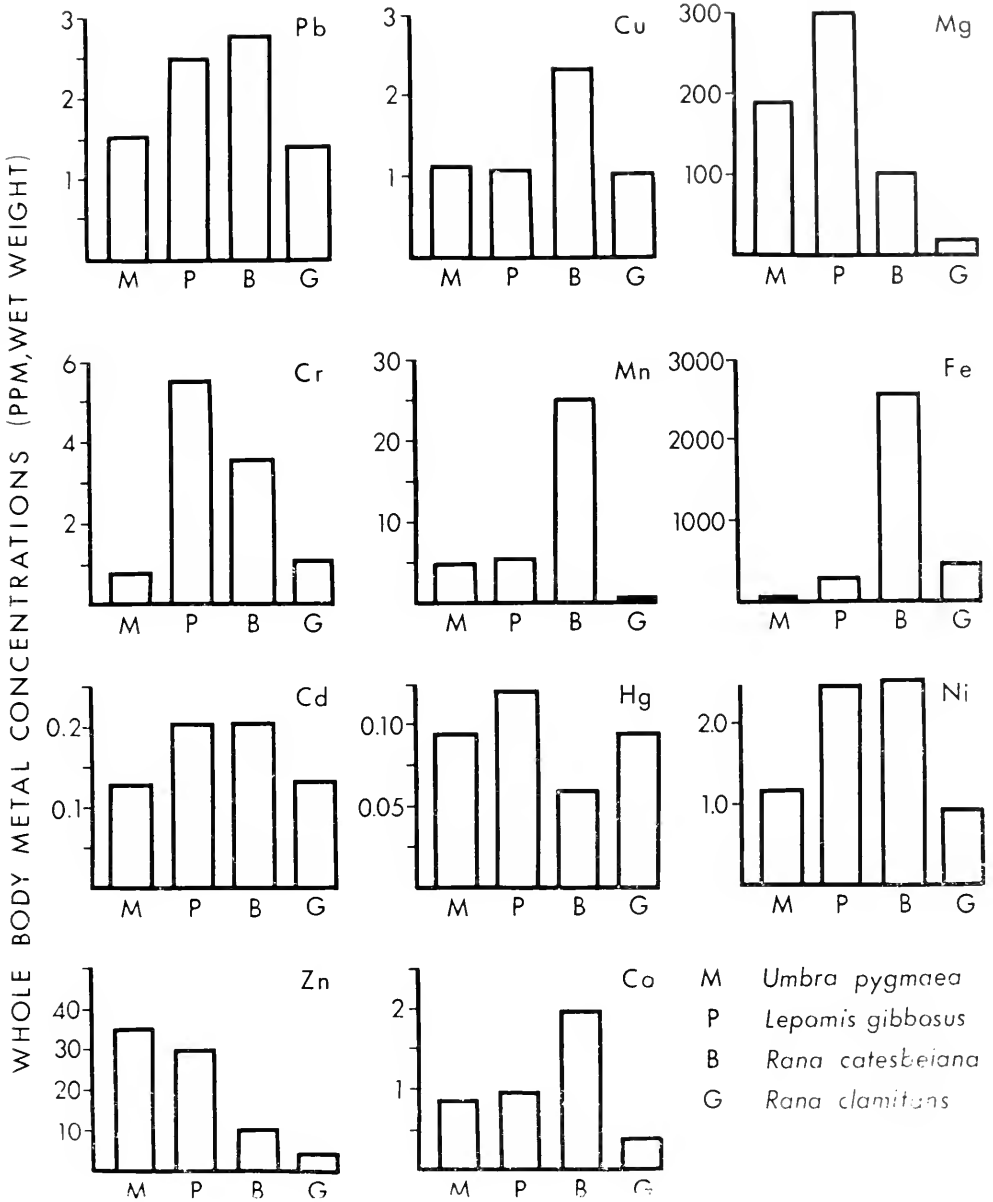 WHOLE BODY METAL CONCENTRATIONS (PPM, WET WEIGHT)
Pb
3
2
1
M P B G
Cu
3
2
1
M P B G
Mg
300
200
100
M P B G
Cr
6
4
2
M P B G
Mn
30
20
10
M P B G
Fe
3000
2000
1000
M P B G
Cd
0.2
0.1
M P B G
Hg
0.10
0.05
M P B G
Ni
2.0
1.0
M P B G
Zn
40
30
20
10
M P B G
Co
2
1
M P B G
M Umbra pygmaea
P Lepomis gibbosus
B Rana catesbeiana
G Rana clamitans